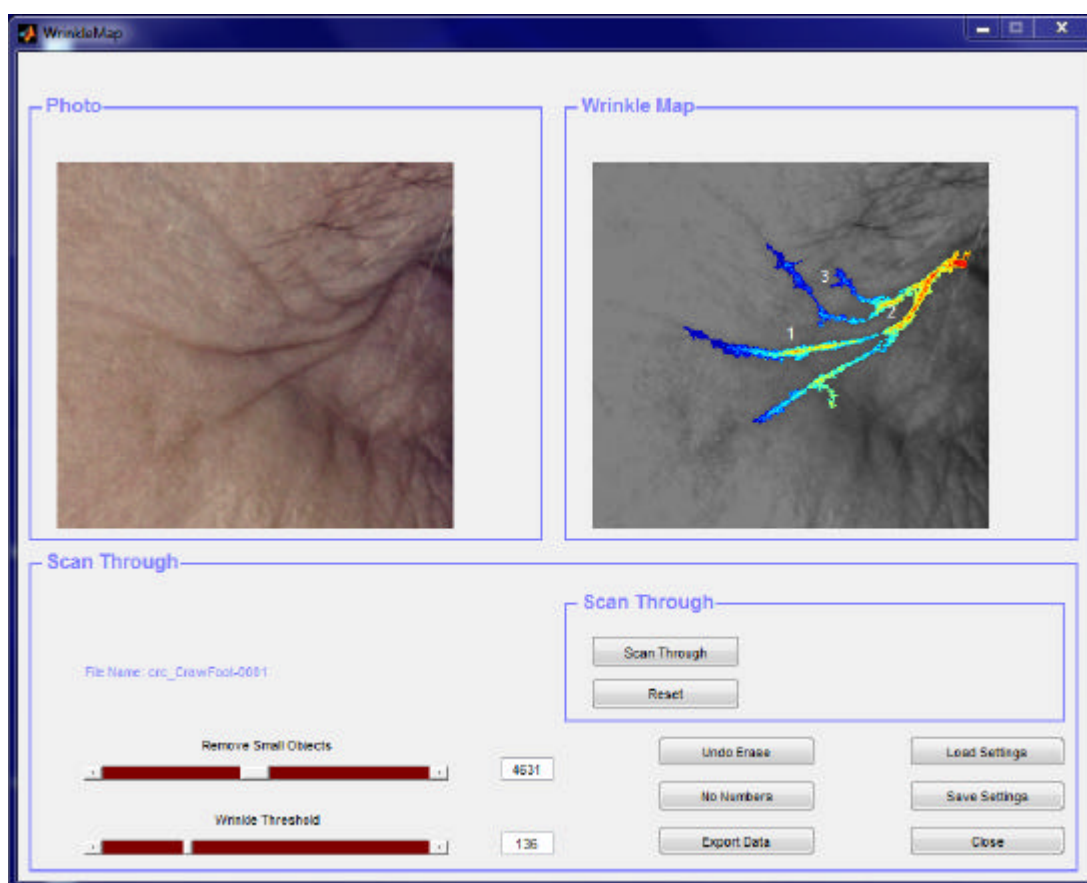 WrinkleMap
Photo
Wrinkle Map
3
2
1
Scan Through
Scan Through
Scan Through
File Name: crc_CrawFoot-0001
Reset
Remove Small Objects
4631
Undo Erase
Load Settings
No Numbers
Save Settings
Wrinkle Threshold
136
Export Data
Close